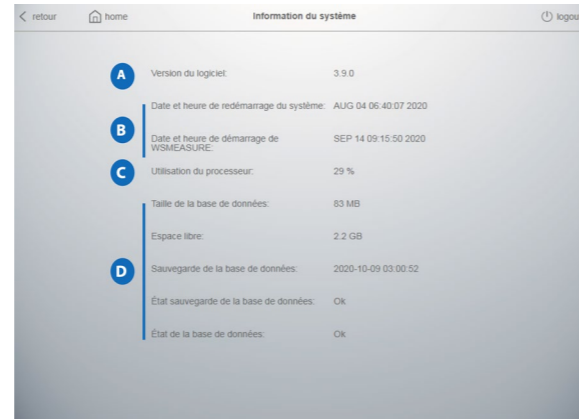 retour
home
Information du système
logou
A
Version du logiciel:
3.9.0
Date et heure de redémarrage du système:
AUG 04 06:40:07 2020
B
Date et heure de démarrage de
WSMEASURE:
SEP 14 09:15:50 2020
C
Utilisation du processeur:
29 %
Taille de la base de données:
83 MB
Espace libre:
2.2 GB
D
Sauvegarde de la base de données:
2020-10-09 03:00:52
État sauvegarde de la base de données:
Ok
État de la base de données:
Ok